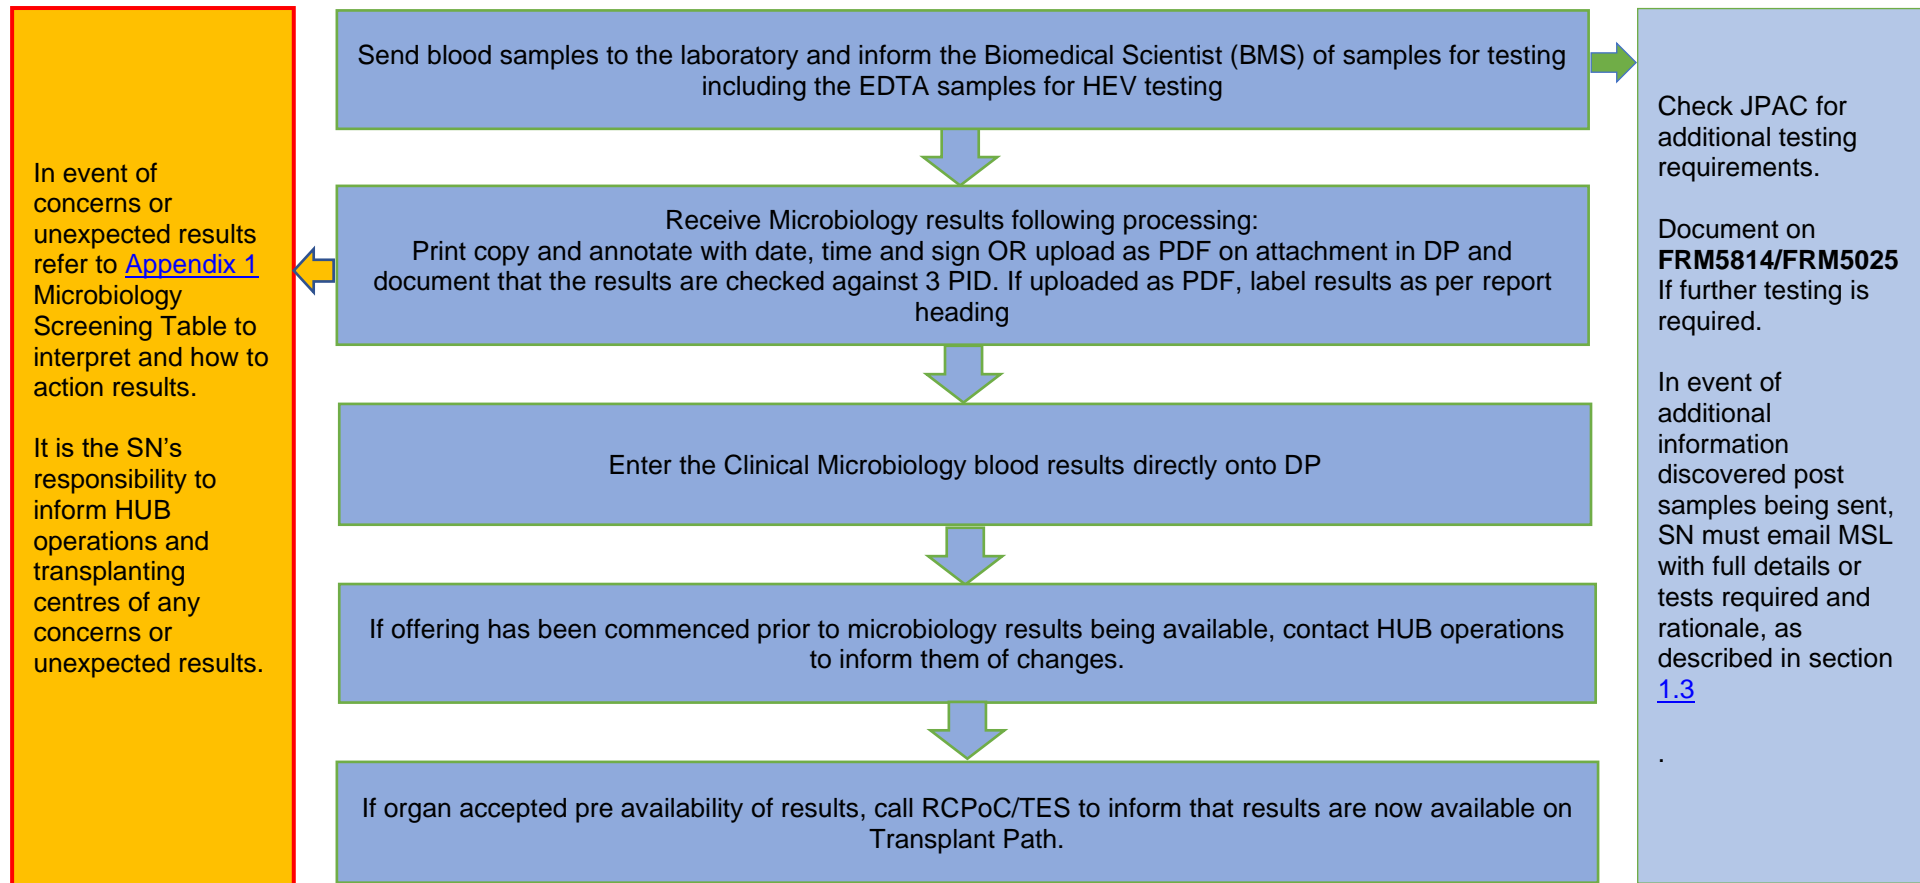 Send blood samples to the laboratory and inform the Biomedical Scientist (BMS) of samples for testing
including the EDTA samples for HEV testing
Receive Microbiology results following processing:
Print copy and annotate with date, time and sign OR upload as PDF on attachment in DP and
document that the results are checked against 3 PID. If uploaded as PDF, label results as per report
heading
Enter the Clinical Microbiology blood results directly onto DP
If offering has been commenced prior to microbiology results being available, contact HUB operations
to inform them of changes.
If organ accepted pre availability of results, call RCPoC/TES to inform that results are now available on
Transplant Path.
In event of
concerns or
unexpected results
refer to Appendix 1
Microbiology
Screening Table to
interpret and how to
action results.
It is the SN’s
responsibility to
inform HUB
operations and
transplanting
centres of any
concerns or
unexpected results.
Check JPAC for
additional testing
requirements.
Document on
FRM5814/FRM5025
If further testing is
required.
In event of
additional
information
discovered post
samples being sent,
SN must email MSL
with full details or
tests required and
rationale, as
described in section
1.3
.